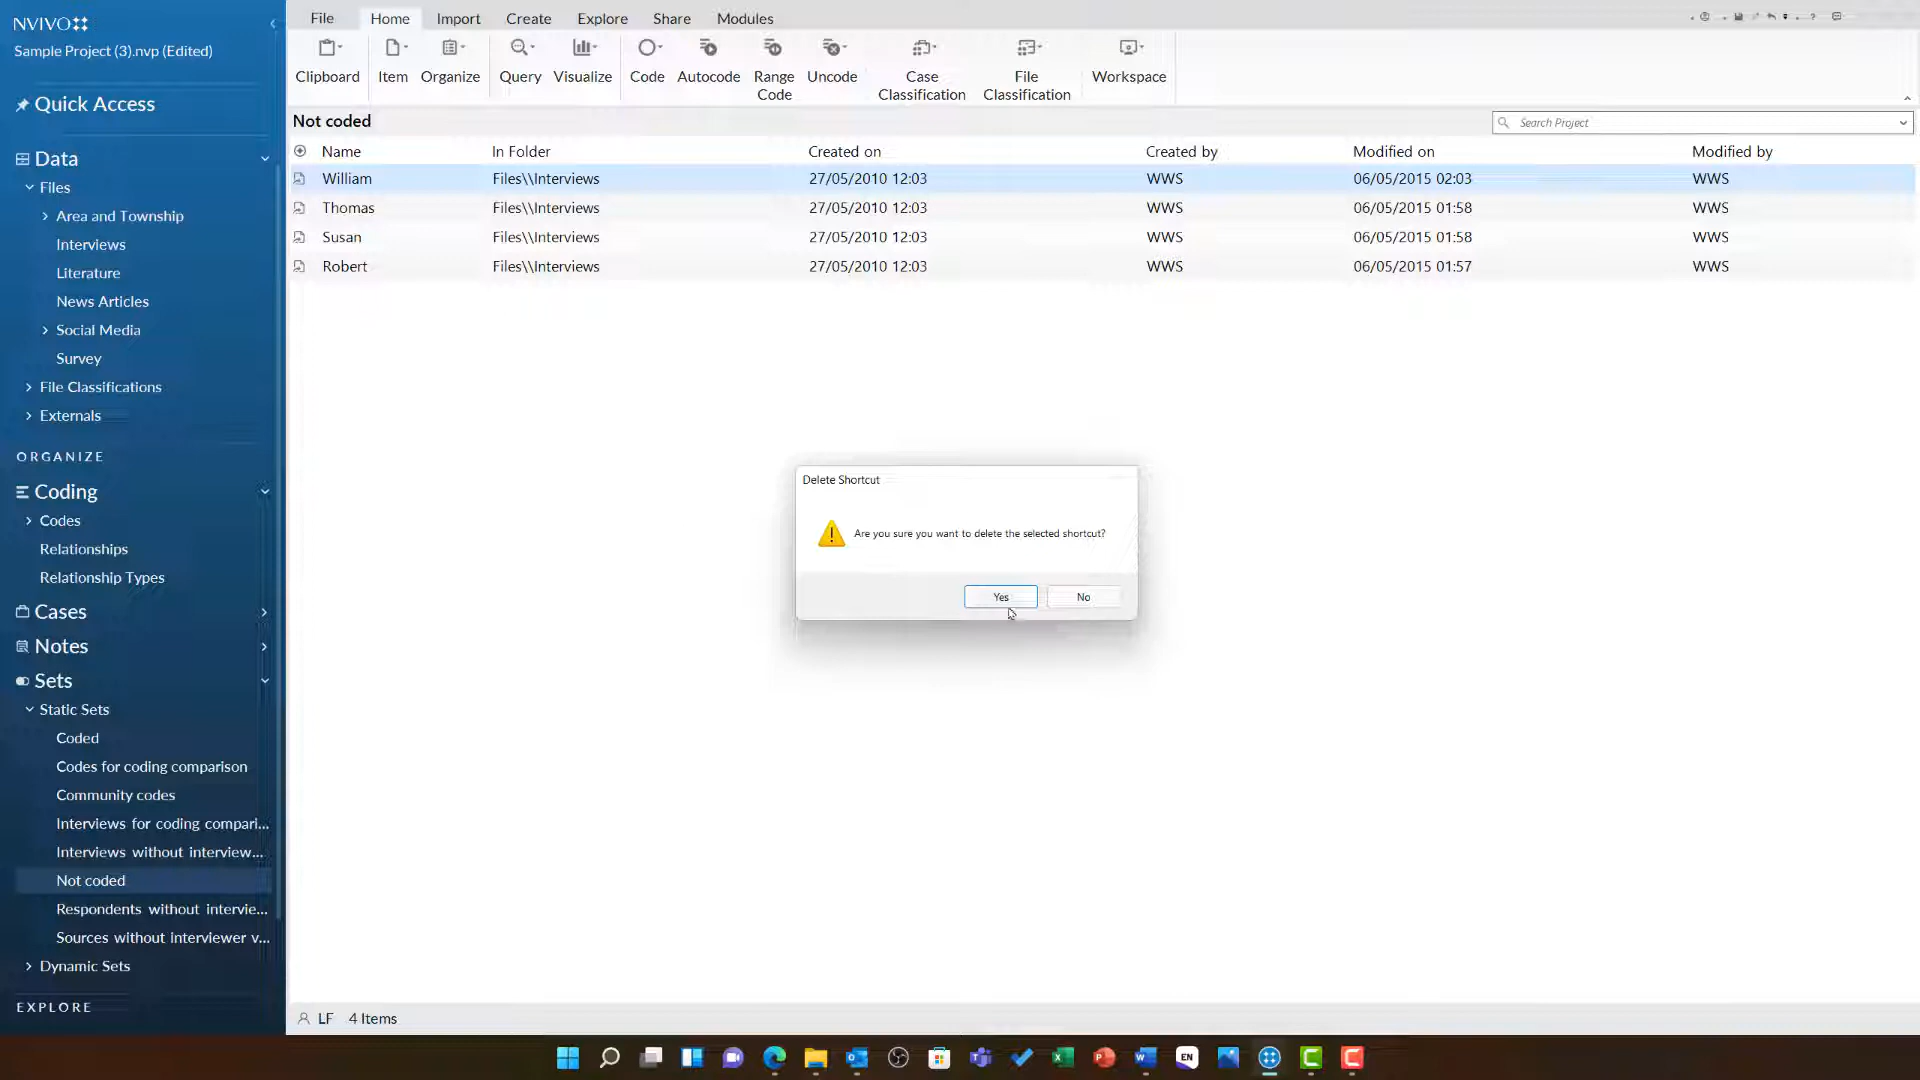 NVIVO
Sample Project (3).nvp (Edited)
File Home Import Create Explore Share Modules
Clipboard Item Organize Query Visualize Code Autocode Range Code Uncode Case Classification File Classification Workspace
Quick Access
Data
Files
Area and Township
Interviews
Literature
News Articles
Social Media
Survey
File Classifications
Externals
ORGANIZE
Coding
Codes
Relationships
Relationship Types
Cases
Notes
Sets
Static Sets
Coded
Codes for coding comparison
Community codes
Interviews for coding compari...
Interviews without interview...
Not coded
Respondents without intervie...
Sources without interviewer v...
Dynamic Sets
EXPLORE
Not coded
Search Project
Name In Folder Created on Created by Modified on Modified by
William Files\\Interviews 27/05/2010 12:03 WWS 06/05/2015 02:03 WWS
Thomas Files\\Interviews 27/05/2010 12:03 WWS 06/05/2015 01:58 WWS
Susan Files\\Interviews 27/05/2010 12:03 WWS 06/05/2015 01:58 WWS
Robert Files\\Interviews 27/05/2010 12:03 WWS 06/05/2015 01:57 WWS
Delete Shortcut
Are you sure you want to delete the selected shortcut?
Yes No
LF 4 Items
EN